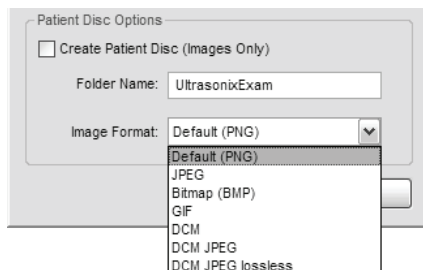 Patient Disc Options
Create Patient Disc (Images Only)
Folder Name: UltrasonixExam
Image Format: Default (PNG)
Default (PNG)
JPEG
Bitmap (BMP)
GIF
DCM
DCM JPEG
DCM JPEG lossless